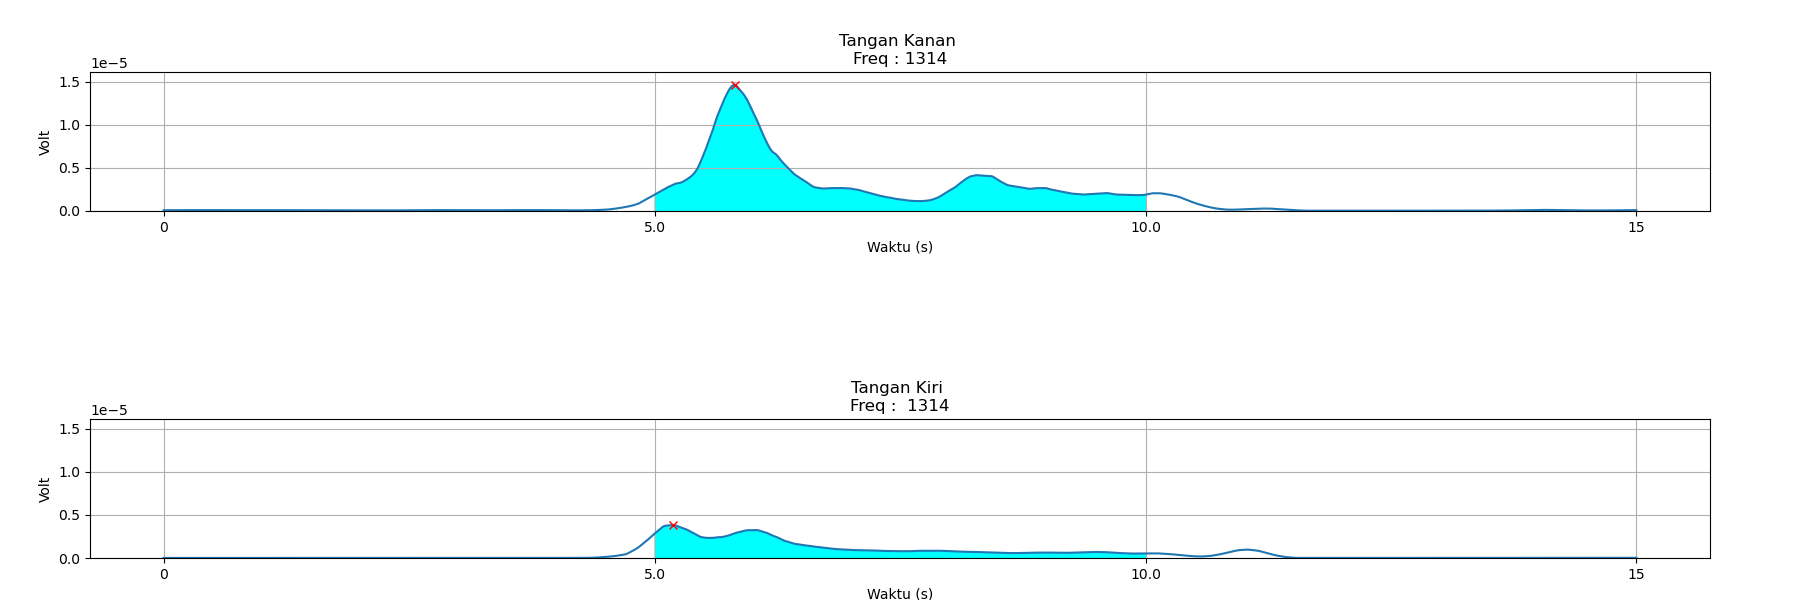 Tangan Kanan
Freq : 1314
1e−5
1.5
1.0
0.5
0.0
Volt
0 5.0 10.0 15
Waktu (s)
Tangan Kiri
Freq :  1314
1e−5
1.5
1.0
0.5
0.0
Volt
0 5.0 10.0 15
Waktu (s)